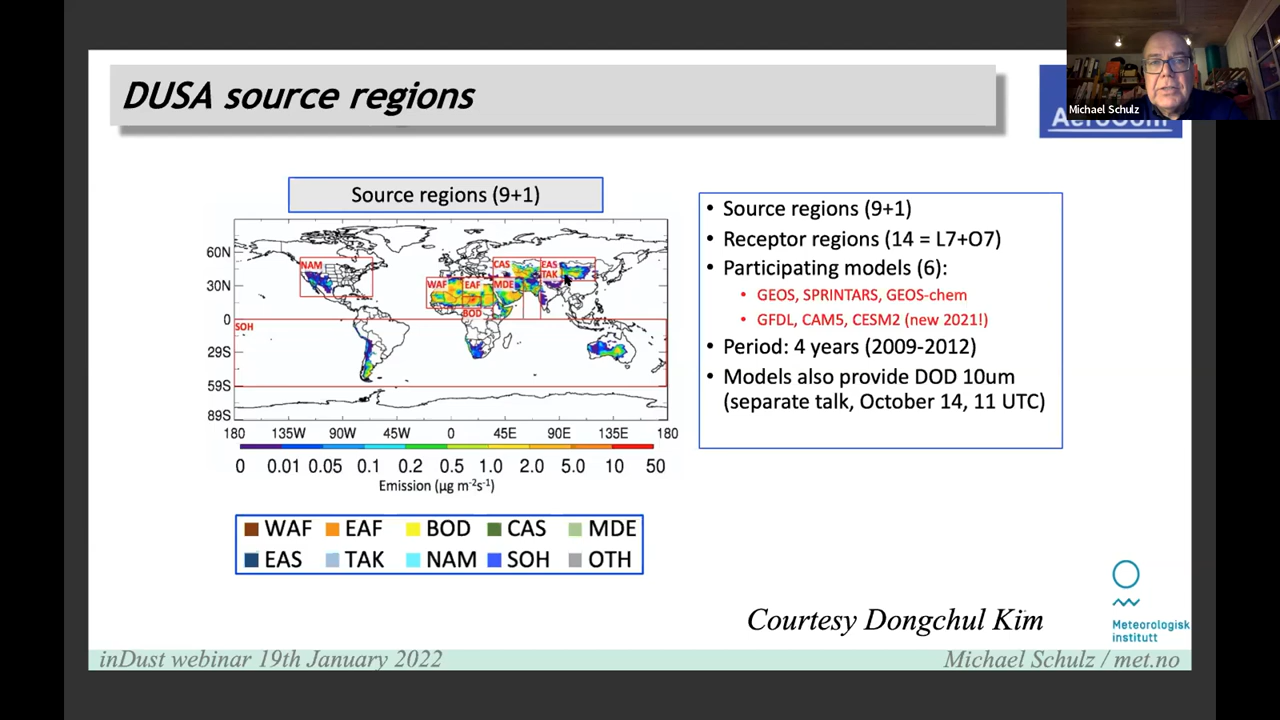 Michael Schulz
DUSA source regions
AeroCom
Source regions (9+1)
60N
30N
0
29S
59S
89S
NAM
CAS
EAS
TAK
WAF
EAF
MDE
BOD
SOH
180 135W 90W 45W 0 45E 90E 135E 180
0 0.01 0.05 0.1 0.2 0.5 1.0 2.0 5.0 10 50
Emission (µg m-2s-1)
WAF EAF BOD CAS MDE
EAS TAK NAM SOH OTH
• Source regions (9+1)
• Receptor regions (14 = L7+O7)
• Participating models (6):
• GEOS, SPRINTARS, GEOS-chem
• GFDL, CAM5, CESM2 (new 2021!)
• Period: 4 years (2009-2012)
• Models also provide DOD 10um
(separate talk, October 14, 11 UTC)
Courtesy Dongchul Kim
Meteorologisk
institutt
inDust webinar 19th January 2022
Michael Schulz / met.no